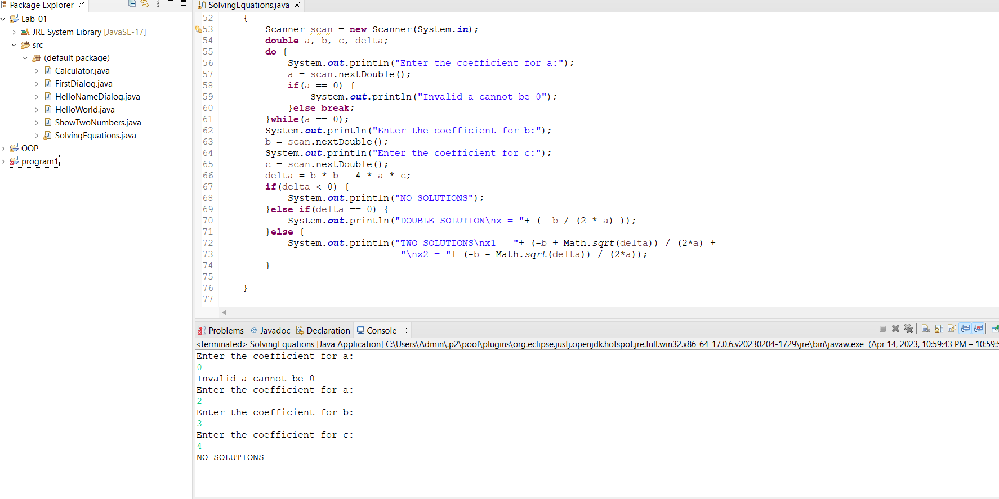 Package Explorer
Lab_01
JRE System Library [JavaSE-17]
src
(default package)
Calculator.java
FirstDialog.java
HelloNameDialog.java
HelloWorld.java
ShowTwoNumbers.java
SolvingEquations.java
OOP
program1
SolvingEquations.java
52     {
53         Scanner scan = new Scanner(System.in);
54         double a, b, c, delta;
55         do {
56             System.out.println("Enter the coefficient for a:");
57             a = scan.nextDouble();
58             if(a == 0) {
59                 System.out.println("Invalid a cannot be 0");
60             }else break;
61         }while(a == 0);
62         System.out.println("Enter the coefficient for b:");
63         b = scan.nextDouble();
64         System.out.println("Enter the coefficient for c:");
65         c = scan.nextDouble();
66         delta = b * b - 4 * a * c;
67         if(delta < 0) {
68             System.out.println("NO SOLUTIONS");
69         }else if(delta == 0) {
70             System.out.println("DOUBLE SOLUTION\nx = "+ ( -b / (2 * a) ));
71         }else {
72             System.out.println("TWO SOLUTIONS\nx1 = "+ (-b + Math.sqrt(delta)) / (2*a) +
73                                 "\nx2 = "+ (-b - Math.sqrt(delta)) / (2*a));
74         }
75
76     }
77
Problems @ Javadoc Declaration Console
<terminated> SolvingEquations [Java Application] C:\Users\Admin\.p2\pool\plugins\org.eclipse.justj.openjdk.hotspot.jre.full.win32.x86_64_17.0.6.v20230204-1729\jre\bin\javaw.exe (Apr 14, 2023, 10:59:43 PM – 10:59:5
Enter the coefficient for a:
0
Invalid a cannot be 0
Enter the coefficient for a:
2
Enter the coefficient for b:
3
Enter the coefficient for c:
4
NO SOLUTIONS